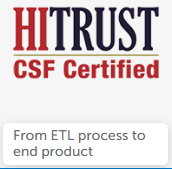 HITRUST
CSF Certified
From ETL process to
end product